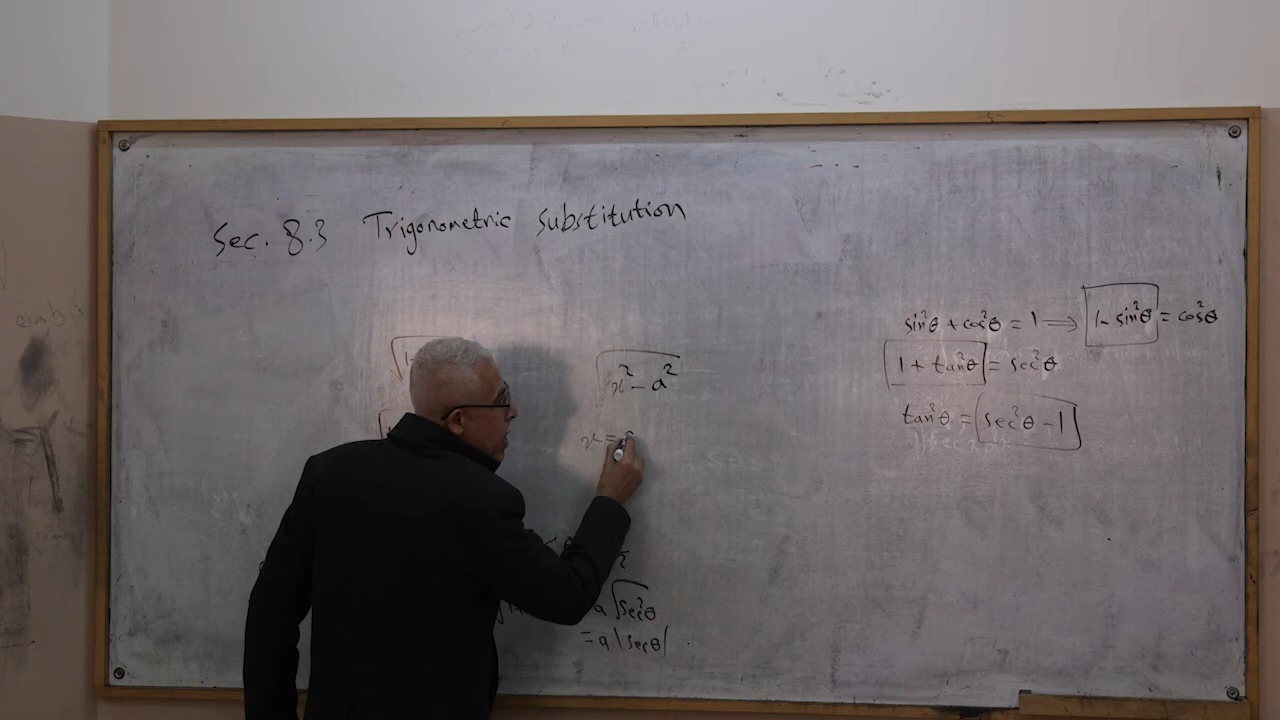 Sec. 8.3 Trigonometric Substitution
sin²θ + cos²θ = 1 ⟹ 1 - sin²θ = cos²θ
1 + tan²θ = sec²θ
tan²θ = sec²θ - 1
√x² - a²
x =
a √sec²θ
= a |secθ|